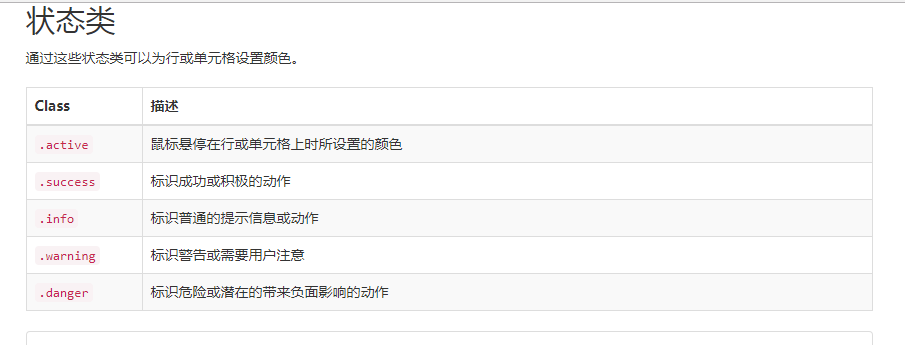 状态类
通过这些状态类可以为行或单元格设置颜色。
Class 描述
.active 鼠标悬停在行或单元格上时所设置的颜色
.success 标识成功或积极的动作
.info 标识普通的提示信息或动作
.warning 标识警告或需要用户注意
.danger 标识危险或潜在的带来负面影响的动作